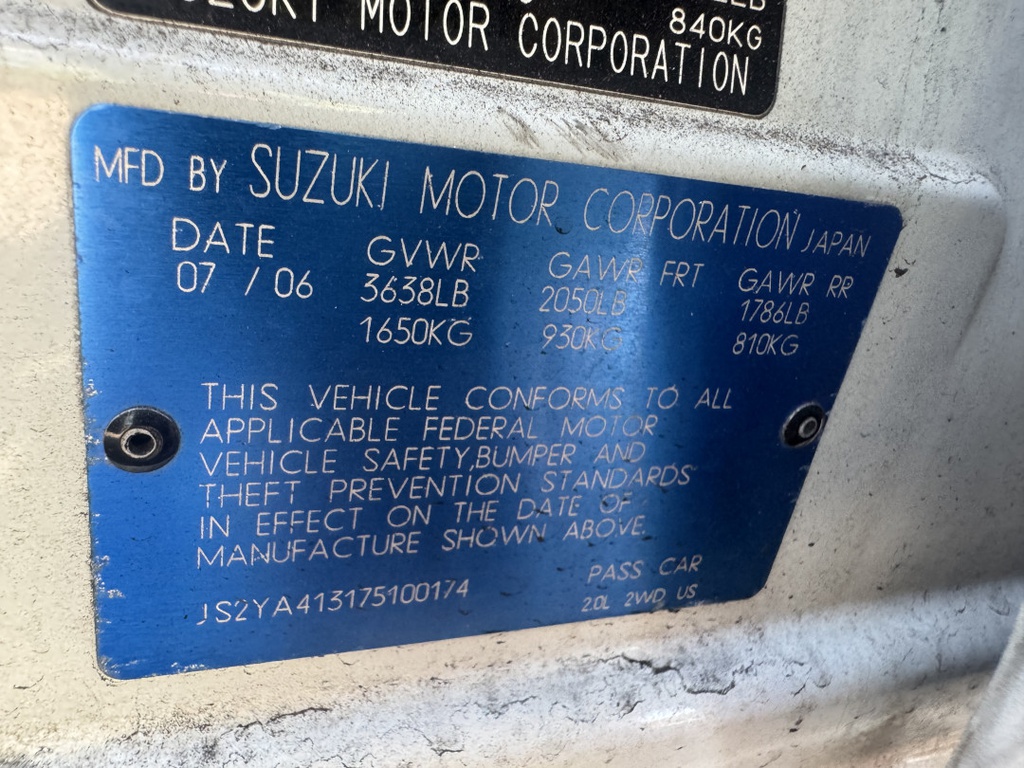 840KG
MOTOR CORPORATION
MFD BY SUZUKI MOTOR CORPORATION JAPAN
DATE GVWR GAWR FRT GAWR RR
07 / 06 3638LB 2050LB 1786LB
1650KG 930KG 810KG
THIS VEHICLE CONFORMS TO ALL
APPLICABLE FEDERAL MOTOR
VEHICLE SAFETY,BUMPER AND
THEFT PREVENTION STANDARDS
IN EFFECT ON THE DATE OF
MANUFACTURE SHOWN ABOVE.
JS2YA413175100174 PASS CAR
2.0L 2WD US